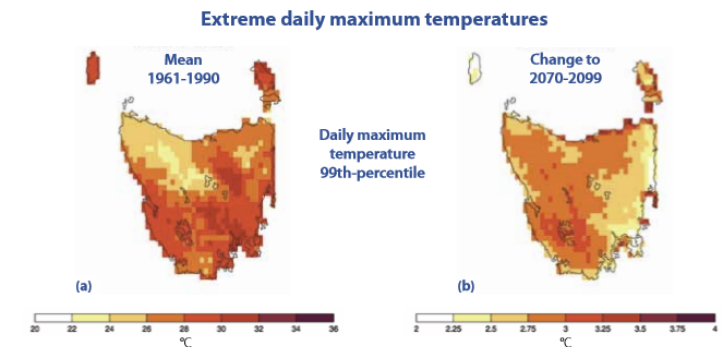 Extreme daily maximum temperatures
Mean
1961-1990
Change to
2070-2099
Daily maximum
temperature
99th-percentile
(a)
(b)
20 22 24 26 28 30 32 34 36
°C
2 2.25 2.5 2.75 3 3.25 3.5 3.75 4
°C